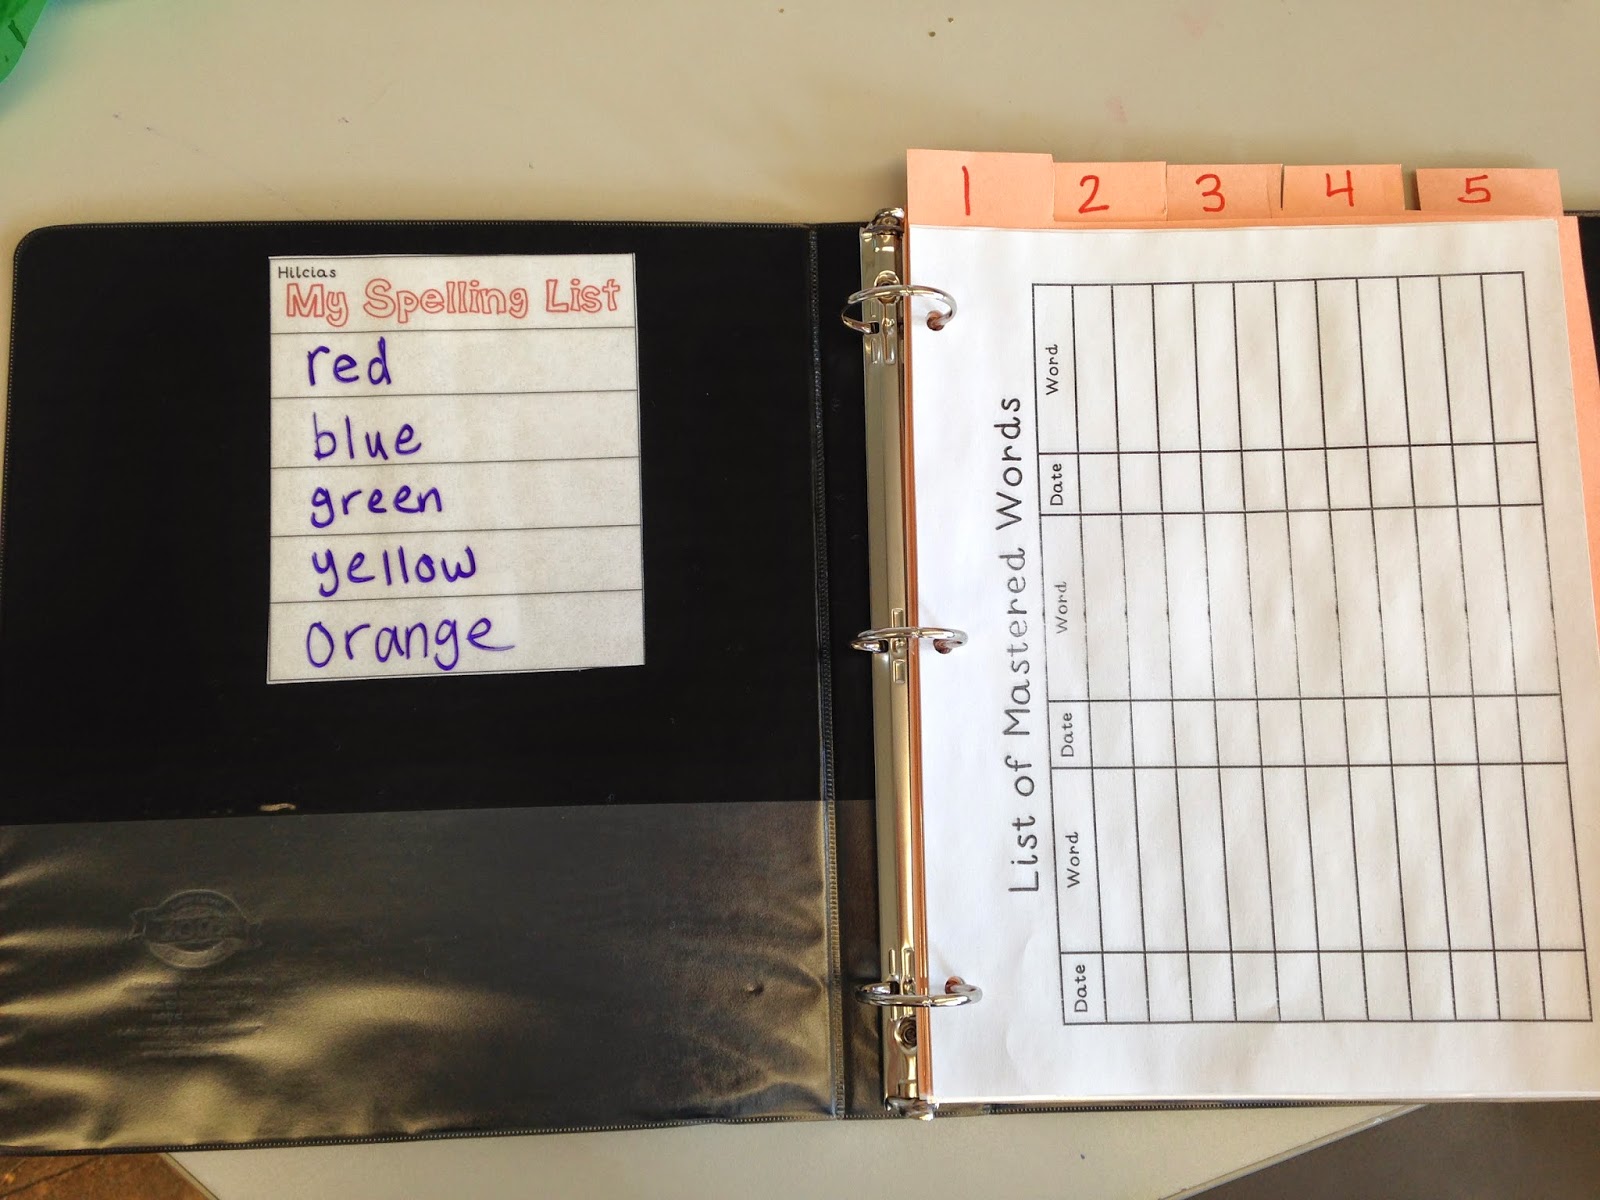 Hilcias
My Spelling List
red
blue
green
yellow
orange
1 2 3 4 5
List of Mastered Words
Date Word Date Word Date Word